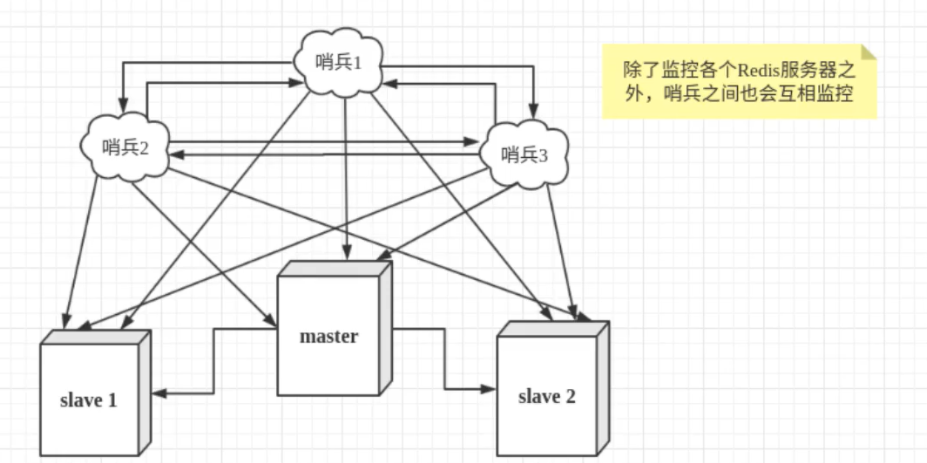 哨兵1
除了监控各个Redis服务器之
外，哨兵之间也会互相监控
哨兵2
哨兵3
master
slave 1
slave 2